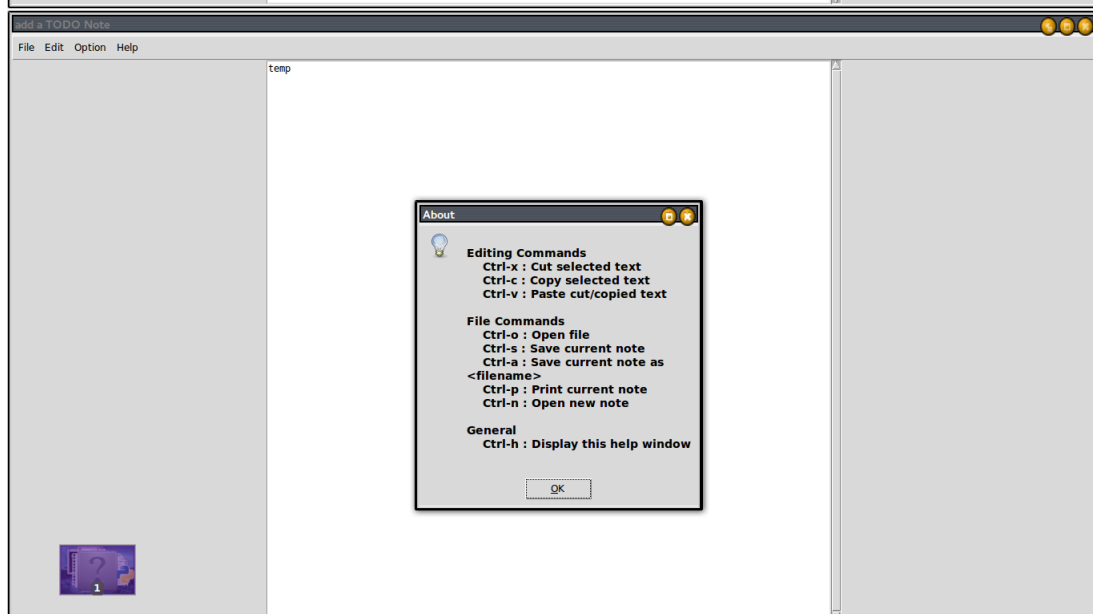 add a TODO Note
File Edit Option Help
temp
About
Editing Commands
Ctrl-x : Cut selected text
Ctrl-c : Copy selected text
Ctrl-v : Paste cut/copied text
File Commands
Ctrl-o : Open file
Ctrl-s : Save current note
Ctrl-a : Save current note as
<filename>
Ctrl-p : Print current note
Ctrl-n : Open new note
General
Ctrl-h : Display this help window
OK
?
1